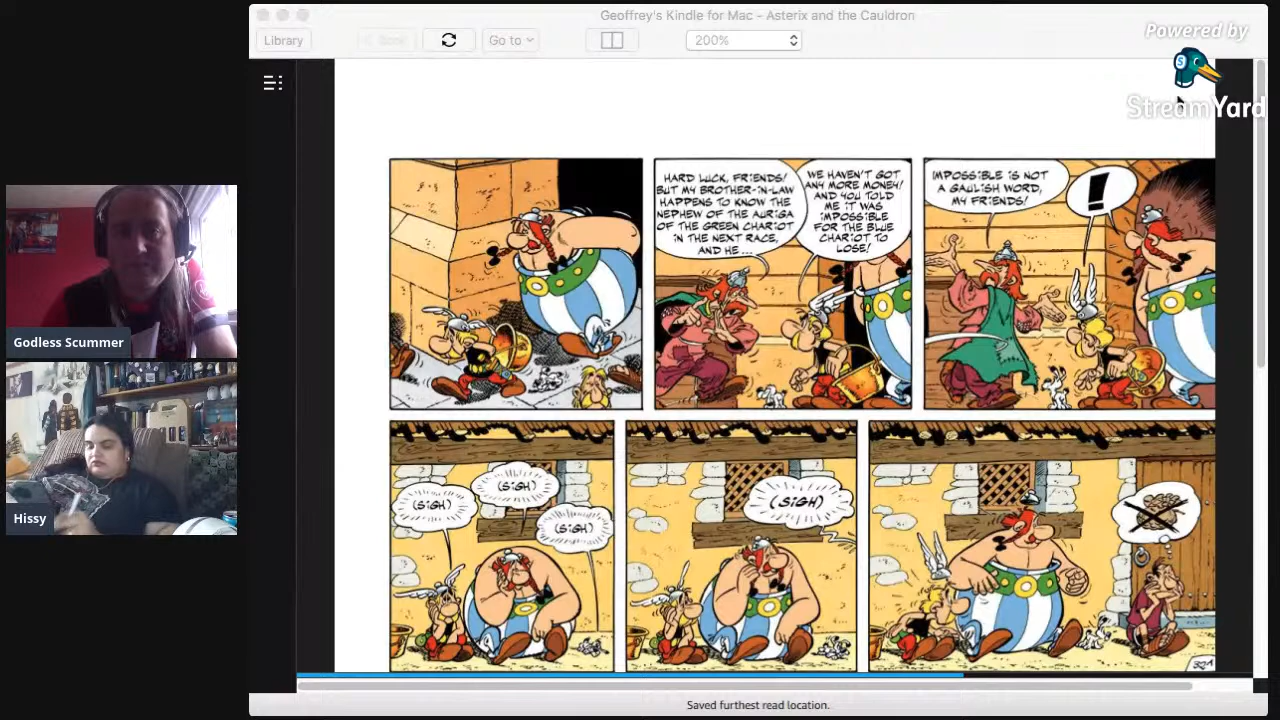 Geoffrey's Kindle for Mac - Asterix and the Cauldron
Powered by
StreamYard
Library
Go to
200%
HARD LUCK, FRIENDS!
BUT MY BROTHER-IN-LAW
HAPPENS TO KNOW THE
NEPHEW OF THE AURIGA
OF THE GREEN CHARIOT
IN THE NEXT RACE,
AND HE...
WE HAVEN'T GOT
ANY MORE MONEY!
AND YOU TOLD
ME IT WAS
IMPOSSIBLE
FOR THE BLUE
CHARIOT TO
LOSE!
IMPOSSIBLE IS NOT
A GAULISH WORD,
MY FRIENDS!
!
Godless Scummer
Hissy
(SIGH)
(SIGH)
(SIGH)
(SIGH)
32A
Saved furthest read location.